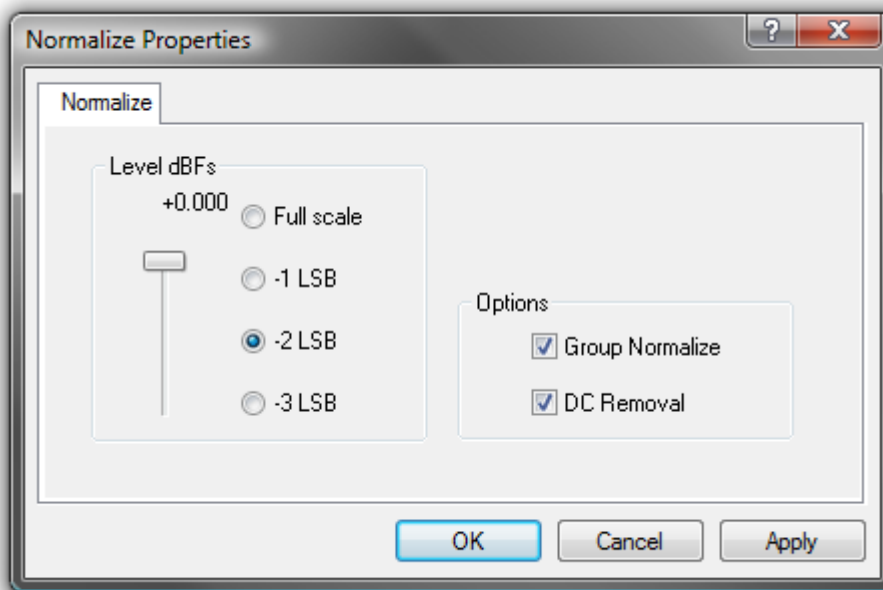 Normalize Properties
?
X
Normalize
Level dBFs
+0.000
Full scale
-1 LSB
-2 LSB
-3 LSB
Options
Group Normalize
DC Removal
OK
Cancel
Apply